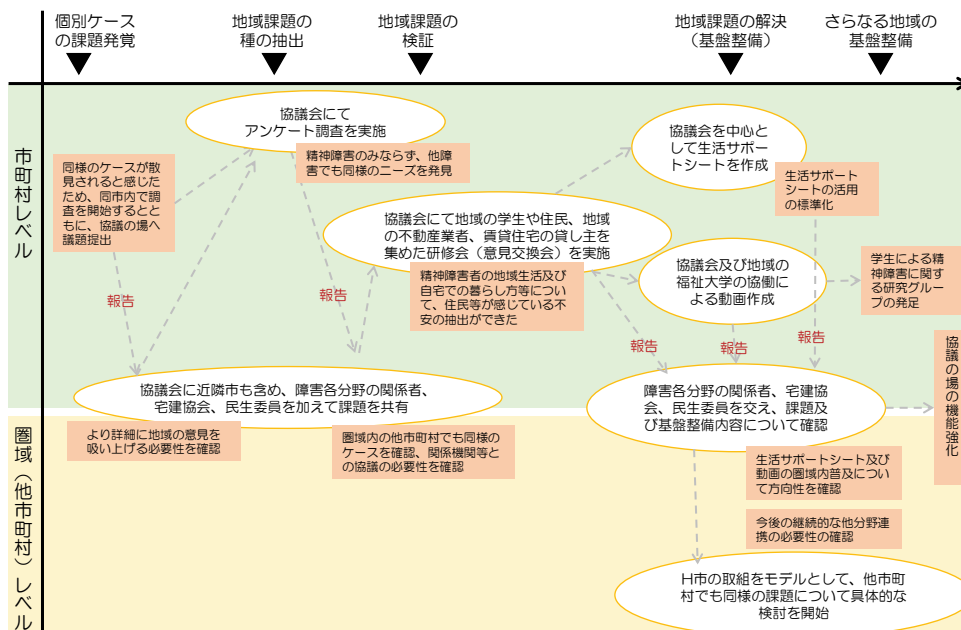 個別ケース
の課題発覚
地域課題の
種の抽出
地域課題の
検証
地域課題の解決
（基盤整備）
さらなる地域の
基盤整備
市町村レベル
協議会にて
アンケート調査を実施
同様のケースが散
見されると感じた
ため、同市内で調
査を開始するとと
もに、協議の場へ
議題提出
精神障害のみならず、他障
害でも同様のニーズを発見
協議会を中心と
して生活サポー
トシートを作成
生活サポート
シートの活用
の標準化
協議会にて地域の学生や住民、地域
の不動産業者、賃貸住宅の貸し主を
集めた研修会（意見交換会）を実施
精神障害者の地域生活及び
自宅での暮らし方等につい
て、住民等が感じている不
安の抽出ができた
協議会及び地域の
福祉大学の協働
による動画作成
学生による精
神障害に関す
る研究グルー
プの発足
報告
報告
報告
報告
報告
協議会に近隣市も含め、障害各分野の関係者、
宅建協会、民生委員を加えて課題を共有
障害各分野の関係者、宅建協
会、民生委員を交え、課題及
び基盤整備内容について確認
協議の場の機能強化
圏域（他市町村）レベル
より詳細に地域の意見を
吸い上げる必要性を確認
圏域内の他市町村でも同様の
ケースを確認、関係機関等と
の協議の必要性を確認
生活サポートシート及び
動画の圏域内普及につい
て方向性を確認
今後の継続的な他分野連
携の必要性の確認
H市の取組をモデルとして、他市町
村でも同様の課題について具体的な
検討を開始